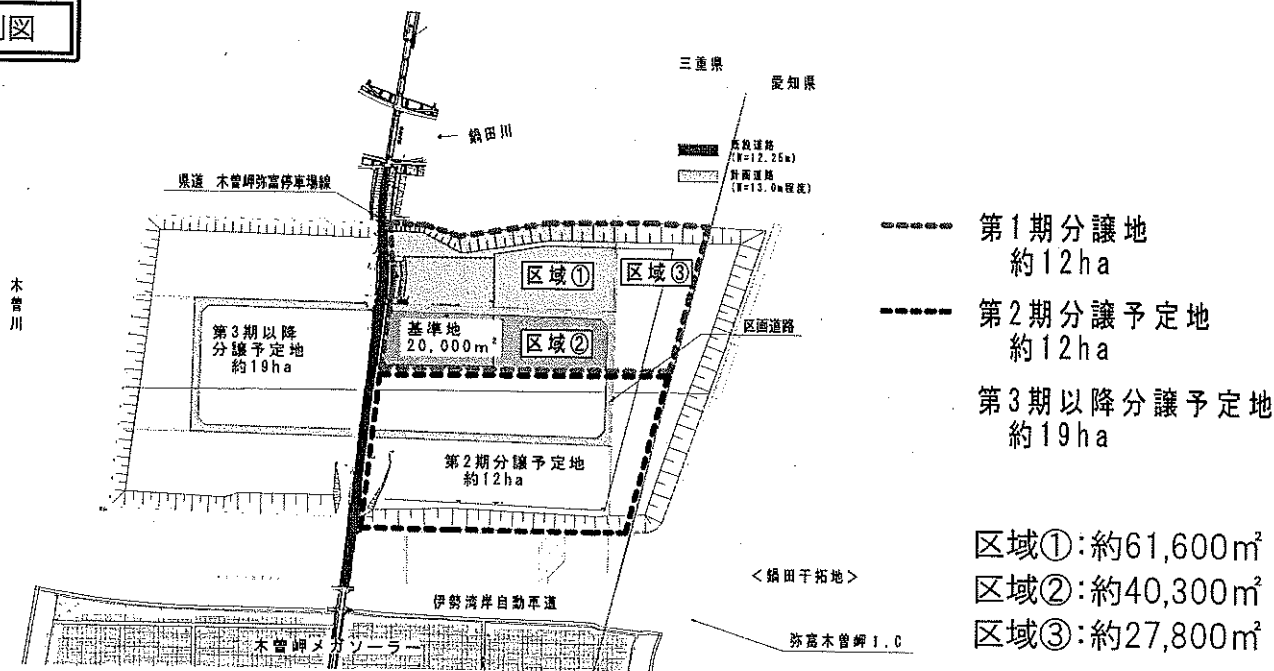 図
三重県
愛知県
← 鍋田川
既設道路
(W=12.25m)
計画道路
(W=13.0m程度)
県道 木曽岬弥富停車場線
木曽川
区域①
区域③
第3期以降
分譲予定地
約19ha
基準地
20,000㎡
区域②
区画道路
第2期分譲予定地
約12ha
<鍋田干拓地>
伊勢湾岸自動車道
木曽岬メガソーラー
弥富木曽岬I.C
第1期分譲地
約12ha
第2期分譲予定地
約12ha
第3期以降分譲予定地
約19ha
区域①:約61,600㎡
区域②:約40,300㎡
区域③:約27,800㎡